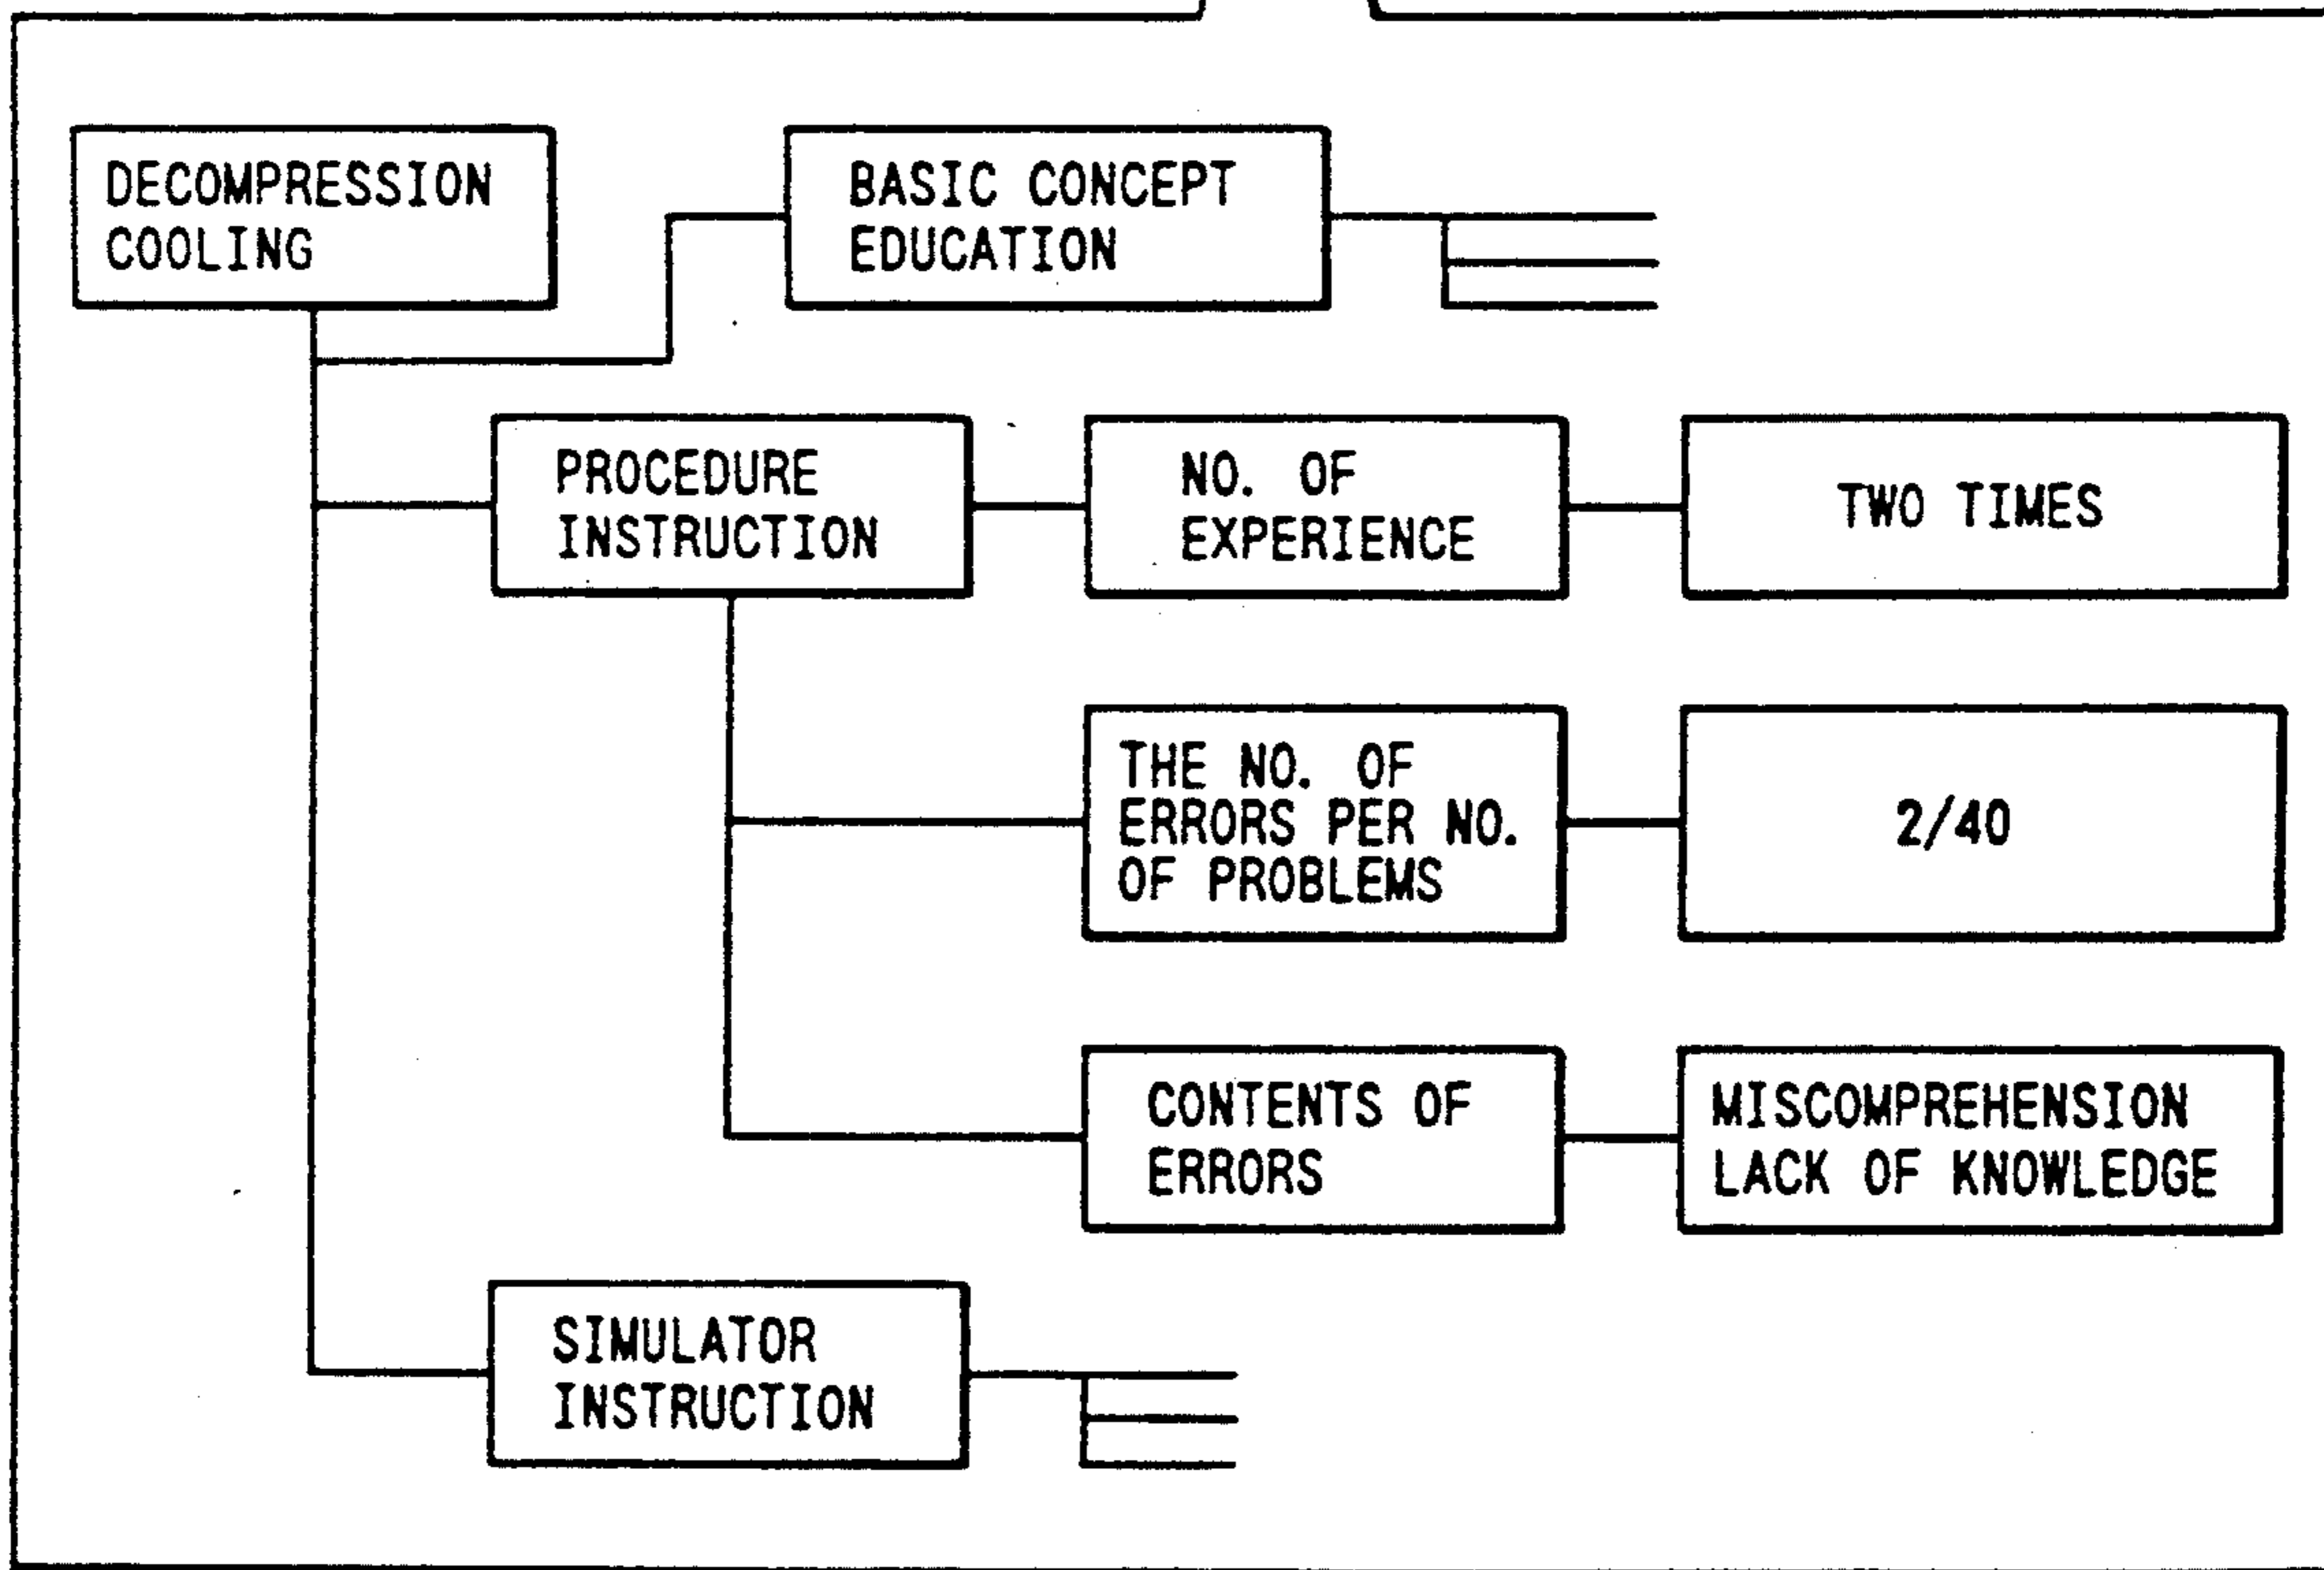 DECOMPRESSION
COOLING
BASIC CONCEPT
EDUCATION
PROCEDURE
INSTRUCTION
NO. OF
EXPERIENCE
TWO TIMES
THE NO. OF
ERRORS PER NO.
OF PROBLEMS
2/40
CONTENTS OF
ERRORS
MISCOMPREHENSION
LACK OF KNOWLEDGE
SIMULATOR
INSTRUCTION